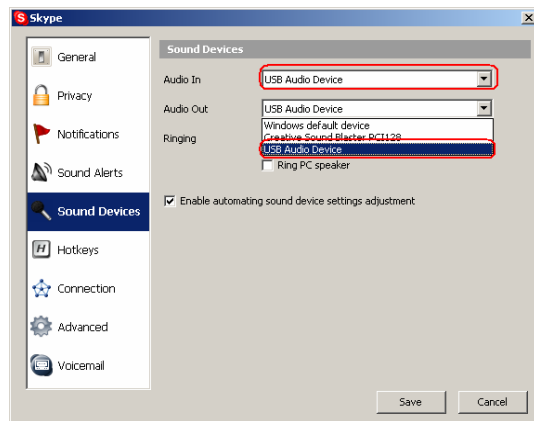 Skype
General
Privacy
Notifications
Sound Alerts
Sound Devices
Hotkeys
Connection
Advanced
Voicemail
Sound Devices
Audio In USB Audio Device
Audio Out USB Audio Device
Windows default device
Ringing Creative Sound Blaster PCI128
USB Audio Device
Ring PC speaker
Enable automating sound device settings adjustment
Save Cancel